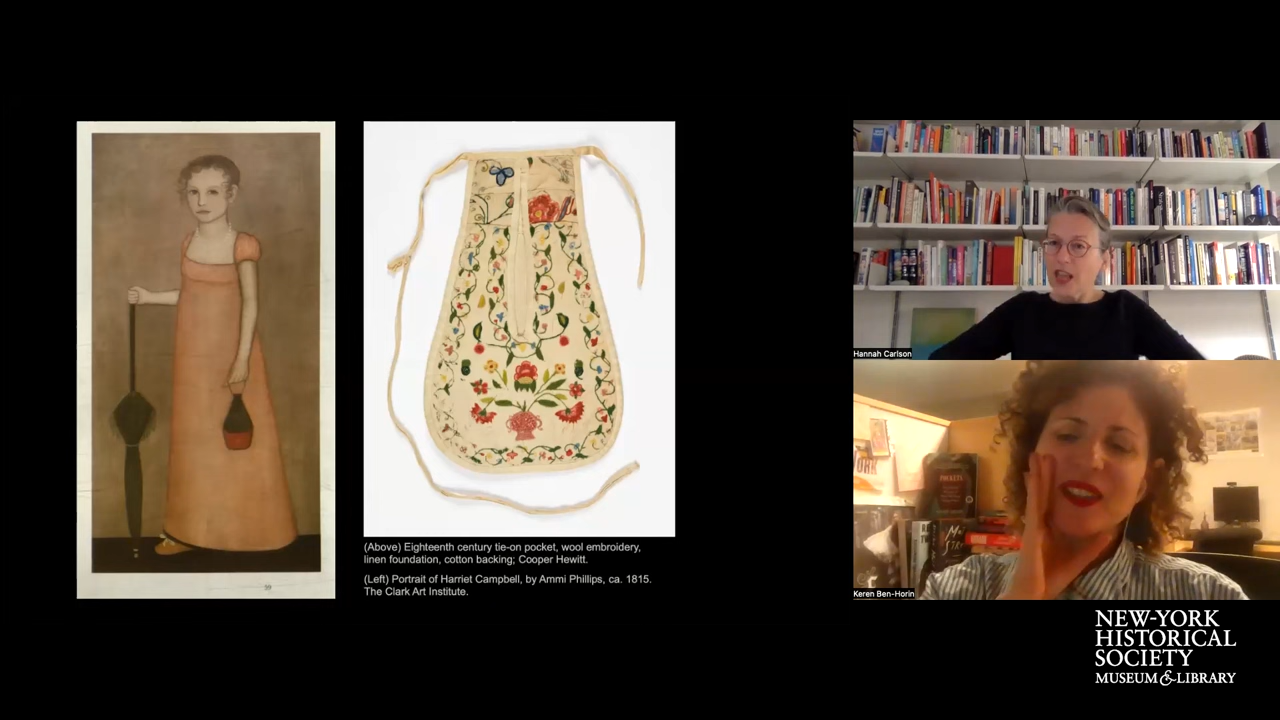 (Above) Eighteenth century tie-on pocket, wool embroidery,
linen foundation, cotton backing; Cooper Hewitt.
(Left) Portrait of Harriet Campbell, by Ammi Phillips, ca. 1815.
The Clark Art Institute.
Hannah Carlson
POCKETS
Keren Ben-Horin
NEW-YORK
HISTORICAL
SOCIETY
MUSEUM & LIBRARY